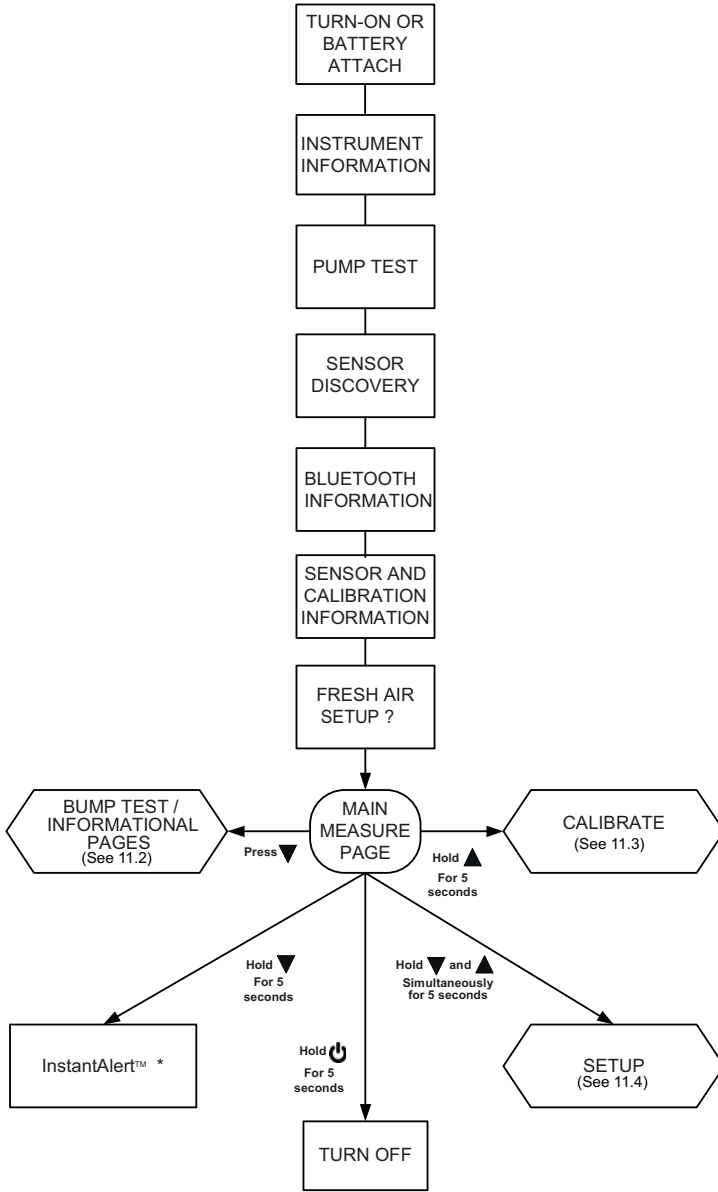 TURN-ON OR
BATTERY
ATTACH
INSTRUMENT
INFORMATION
PUMP TEST
SENSOR
DISCOVERY
BLUETOOTH
INFORMATION
SENSOR AND
CALIBRATION
INFORMATION
FRESH AIR
SETUP ?
BUMP TEST /
INFORMATIONAL
PAGES
(See 11.2)
Press ▼
MAIN
MEASURE
PAGE
Hold ▲
For 5
seconds
CALIBRATE
(See 11.3)
Hold ▼
For 5
seconds
Hold ▼ and ▲
Simultaneously
for 5 seconds
InstantAlert™ *
Hold ⏻
For 5
seconds
SETUP
(See 11.4)
TURN OFF